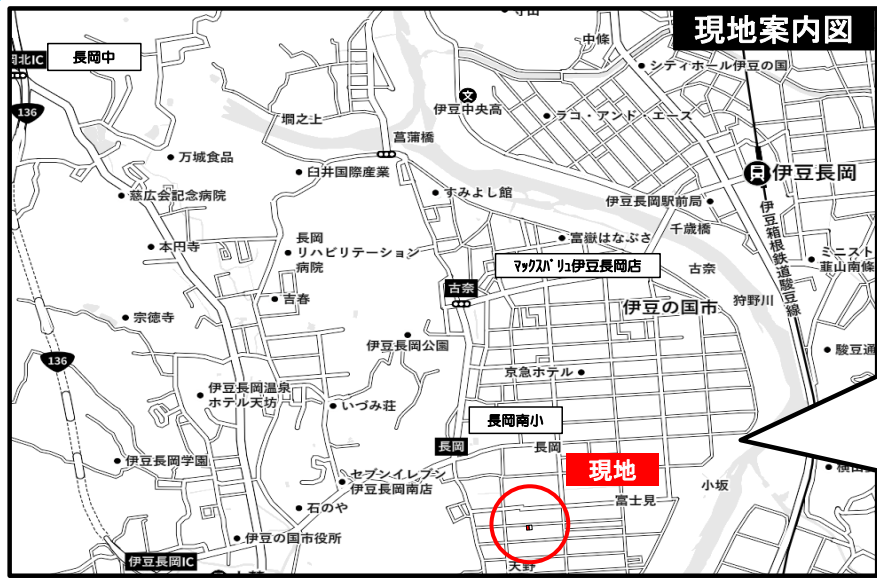 現地案内図
長岡中
136
中條
シティホール伊豆の国
伊豆中央高
ラコ・アンド・エース
墹之上
菖蒲橋
万城食品
臼井国際産業
伊豆長岡
すみよし館
伊豆長岡駅前局
慈広会記念病院
千歳橋
富嶽はなぶさ
本円寺
長岡
リハビリテーション
病院
マックスバリュ伊豆長岡店
古奈
伊豆箱根鉄道駿豆線
ミニスト
韮山南條
古奈
吉春
狩野川
伊豆の国市
宗徳寺
伊豆長岡公園
駿豆通
136
京急ホテル
伊豆長岡温泉
ホテル天坊
いづみ荘
長岡南小
長岡
長岡
伊豆長岡学園
現地
セブンイレブン
伊豆長岡南店
小坂
富士見
石のや
伊豆の国市役所
伊豆長岡IC
天野